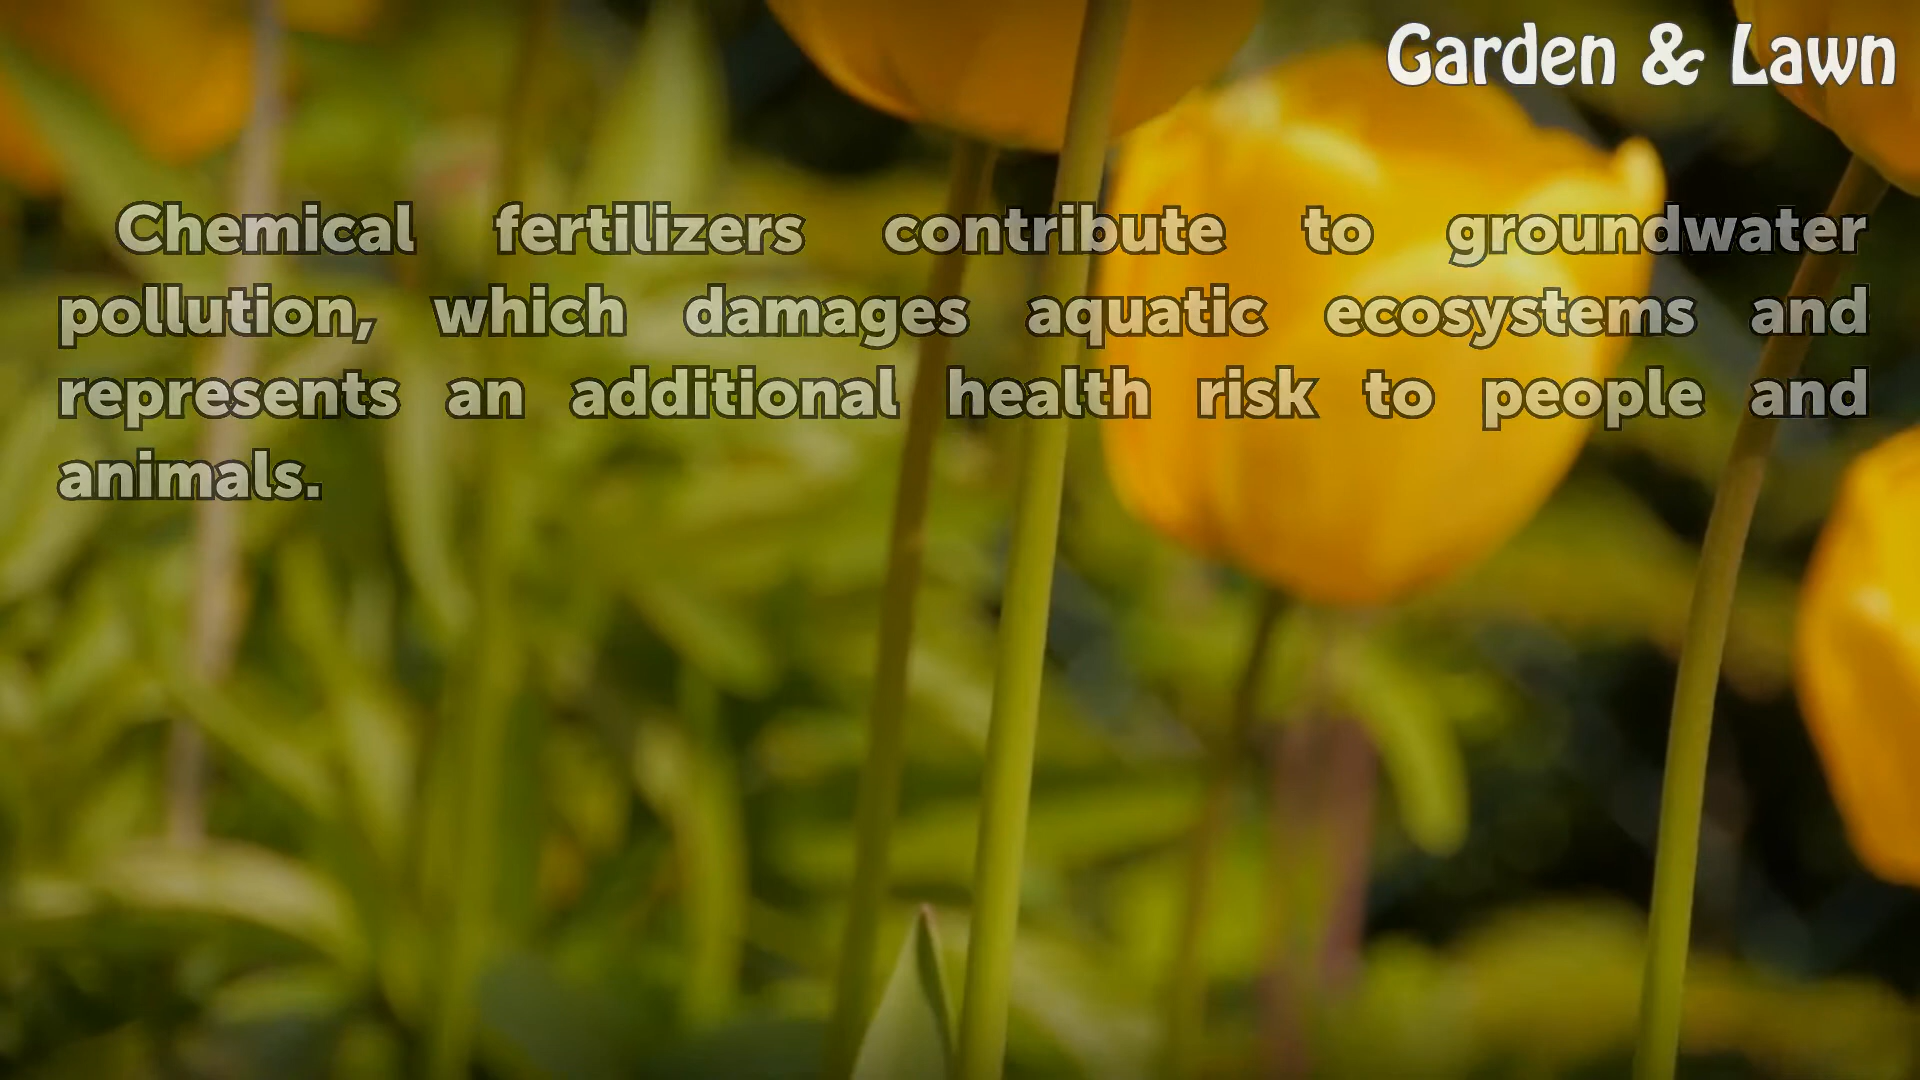 Garden & Lawn
Chemical fertilizers contribute to groundwater
pollution, which damages aquatic ecosystems and
represents an additional health risk to people and
animals.